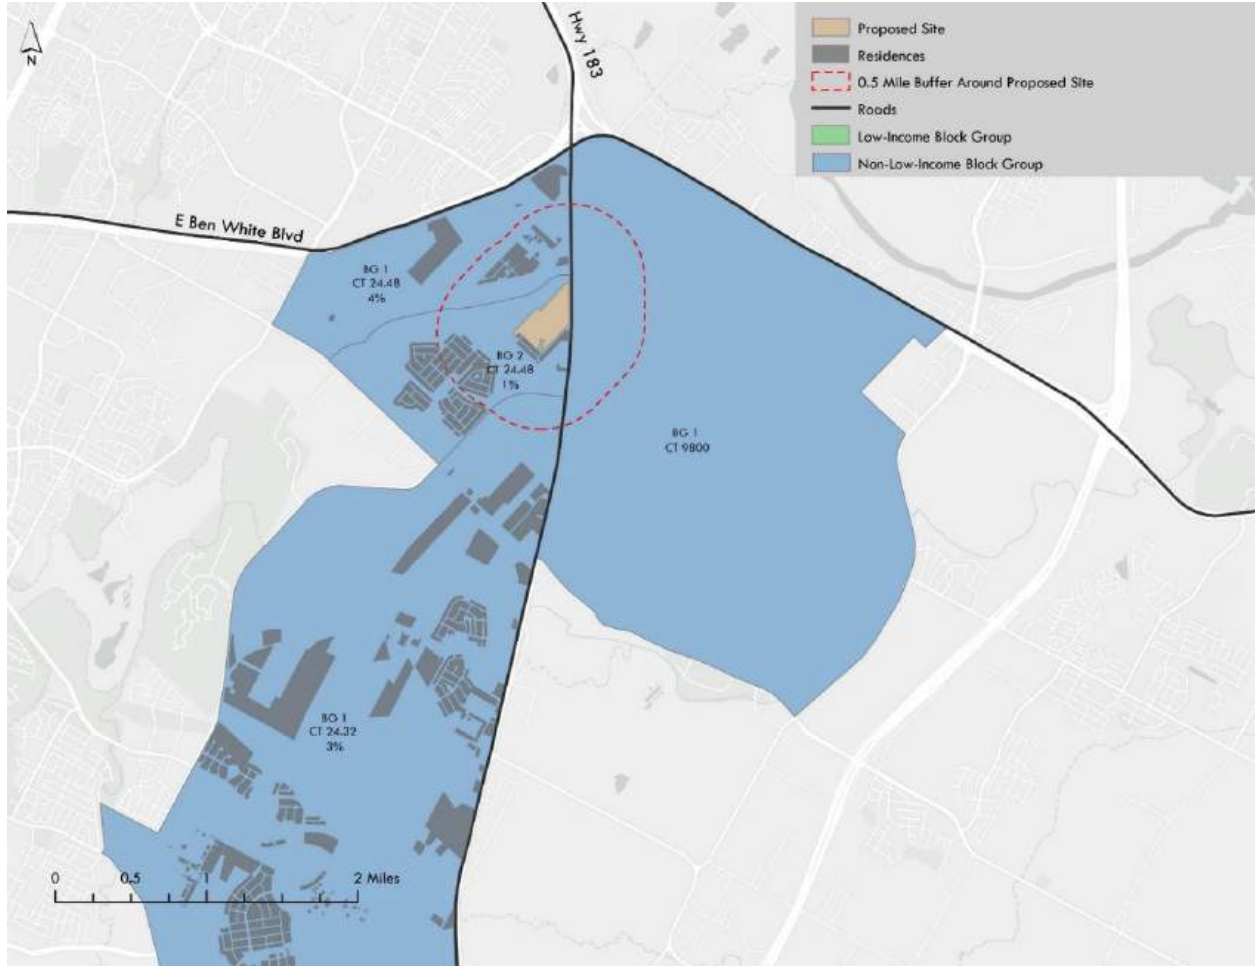 N
Hwy 183
Proposed Site
Residences
0.5 Mile Buffer Around Proposed Site
Roads
Low-Income Block Group
Non-Low-Income Block Group
E Ben White Blvd
BG 1
CT 24.48
4%
BG 2
CT 24.48
1%
BG 1
CT 9800
BG 1
CT 24.32
3%
0 0.5 1 2 Miles